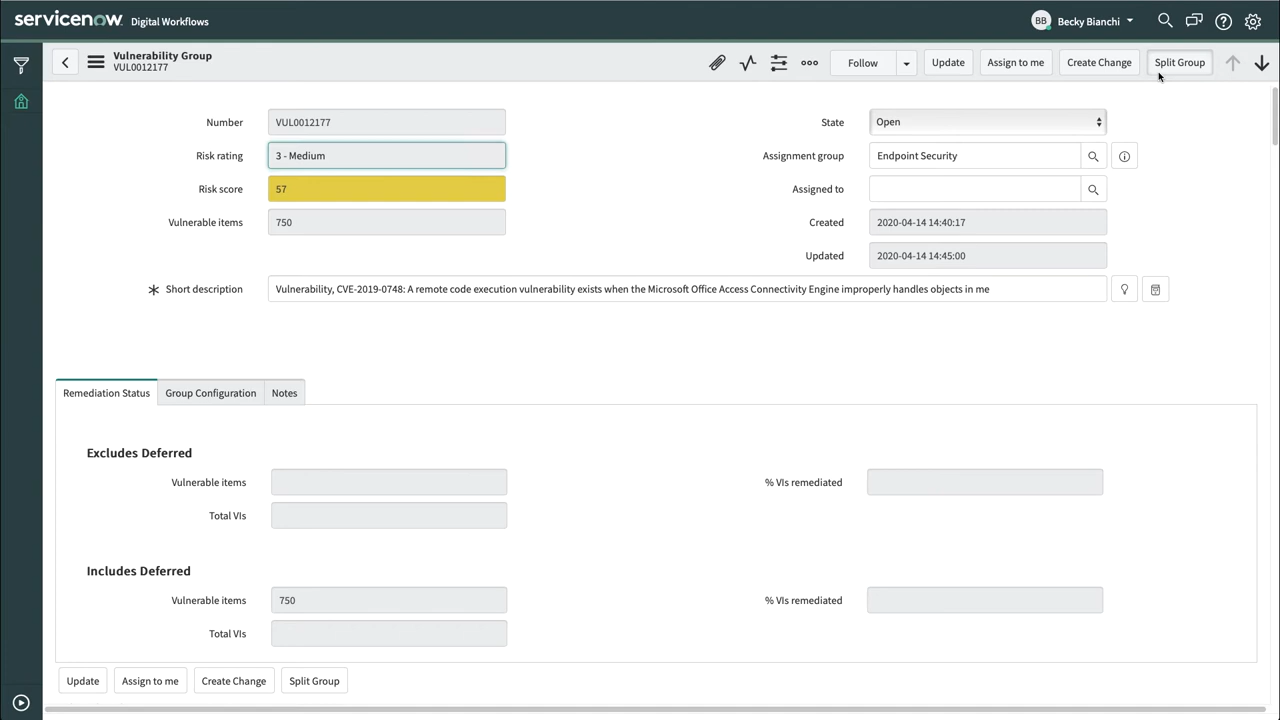 servicenow Digital Workflows
BB Becky Bianchi
Vulnerability Group
VUL0012177
Follow Update Assign to me Create Change Split Group
Number VUL0012177 State Open
Risk rating 3 - Medium Assignment group Endpoint Security
Risk score 57 Assigned to
Vulnerable items 750 Created 2020-04-14 14:40:17
Updated 2020-04-14 14:45:00
Short description Vulnerability, CVE-2019-0748: A remote code execution vulnerability exists when the Microsoft Office Access Connectivity Engine improperly handles objects in me
Remediation Status Group Configuration Notes
Excludes Deferred
Vulnerable items % VIs remediated
Total VIs
Includes Deferred
Vulnerable items 750 % VIs remediated
Total VIs
Update Assign to me Create Change Split Group